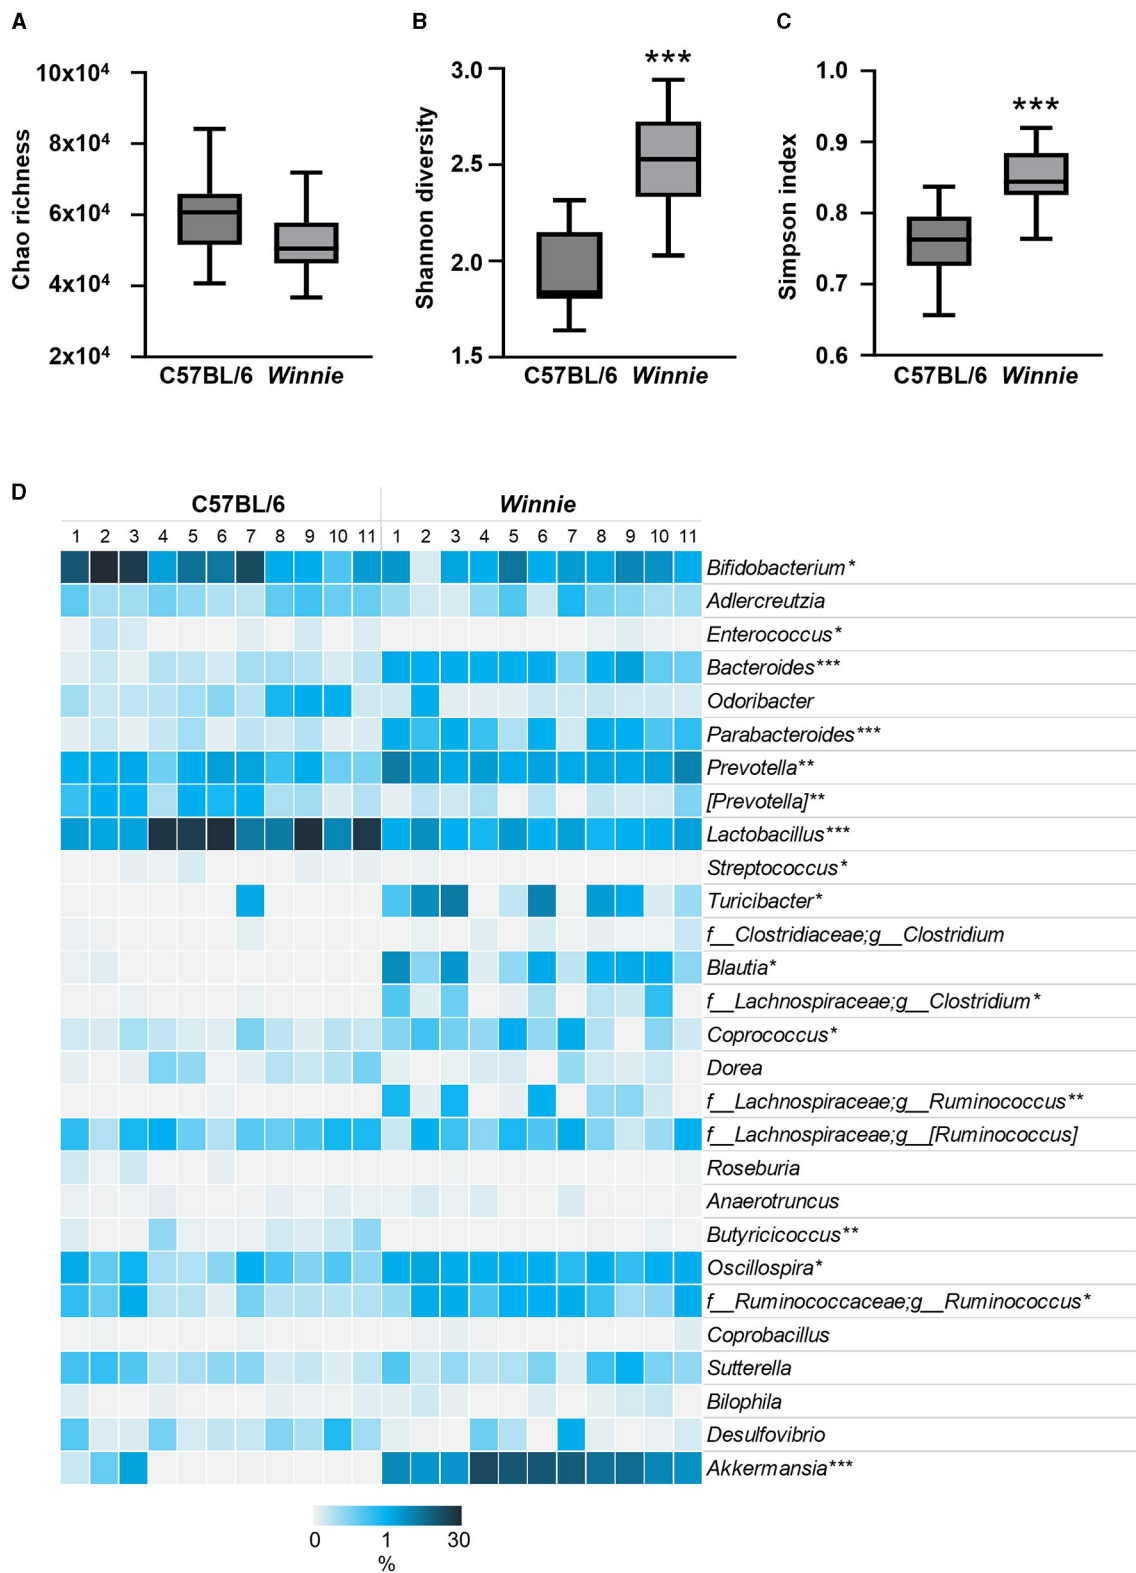 A
B
C
Chao richness
10x10⁴
8x10⁴
6x10⁴
4x10⁴
2x10⁴
C57BL/6 Winnie
Shannon diversity
3.0
2.5
2.0
1.5
***
C57BL/6 Winnie
Simpson index
1.0
0.9
0.8
0.7
0.6
***
C57BL/6 Winnie
D
C57BL/6 Winnie
1 2 3 4 5 6 7 8 9 10 11 1 2 3 4 5 6 7 8 9 10 11
Bifidobacterium*
Adlercreutzia
Enterococcus*
Bacteroides***
Odoribacter
Parabacteroides***
Prevotella**
[Prevotella]**
Lactobacillus***
Streptococcus*
Turicibacter*
f__Clostridiaceae;g__Clostridium
Blautia*
f__Lachnospiraceae;g__Clostridium*
Coprococcus*
Dorea
f__Lachnospiraceae;g__Ruminococcus**
f__Lachnospiraceae;g__[Ruminococcus]
Roseburia
Anaerotruncus
Butyricicoccus**
Oscillospira*
f__Ruminococcaceae;g__Ruminococcus*
Coprobacillus
Sutterella
Bilophila
Desulfovibrio
Akkermansia***
0 1 30
%